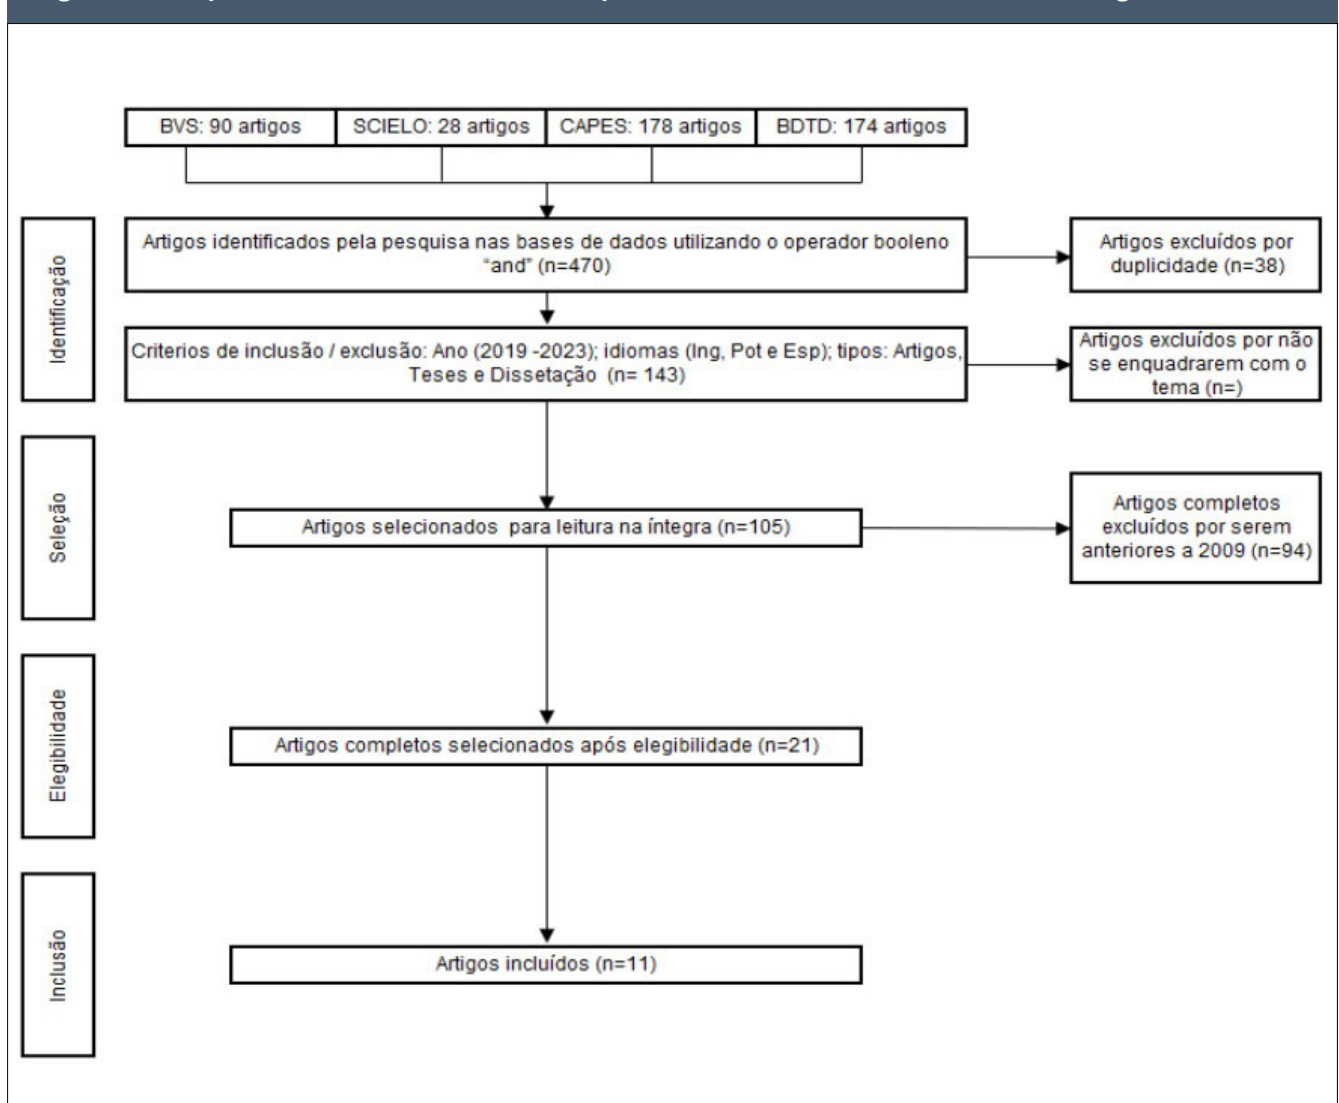 BVS: 90 artigos
SCIELO: 28 artigos
CAPES: 178 artigos
BDTD: 174 artigos
Identificação
Artigos identificados pela pesquisa nas bases de dados utilizando o operador booleno
“and” (n=470)
Artigos excluídos por
duplicidade (n=38)
Criterios de inclusão / exclusão: Ano (2019 -2023); idiomas (Ing, Pot e Esp); tipos: Artigos,
Teses e Dissetação (n= 143)
Artigos excluídos por não
se enquadrarem com o
tema (n=)
Seleção
Artigos selecionados para leitura na íntegra (n=105)
Artigos completos
excluídos por serem
anteriores a 2009 (n=94)
Elegibilidade
Artigos completos selecionados após elegibilidade (n=21)
Inclusão
Artigos incluídos (n=11)